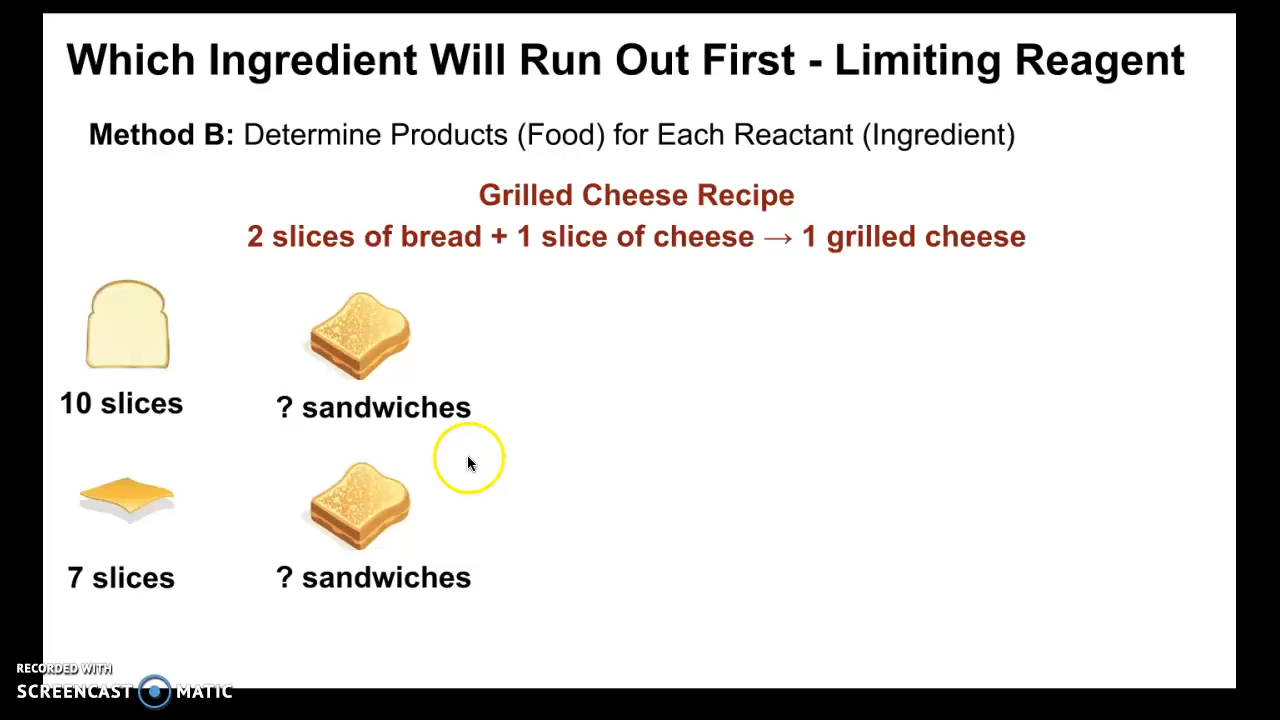 Which Ingredient Will Run Out First - Limiting Reagent
Method B: Determine Products (Food) for Each Reactant (Ingredient)
Grilled Cheese Recipe
2 slices of bread + 1 slice of cheese → 1 grilled cheese
10 slices
? sandwiches
7 slices
? sandwiches
RECORDED WITH
SCREENCAST MATIC